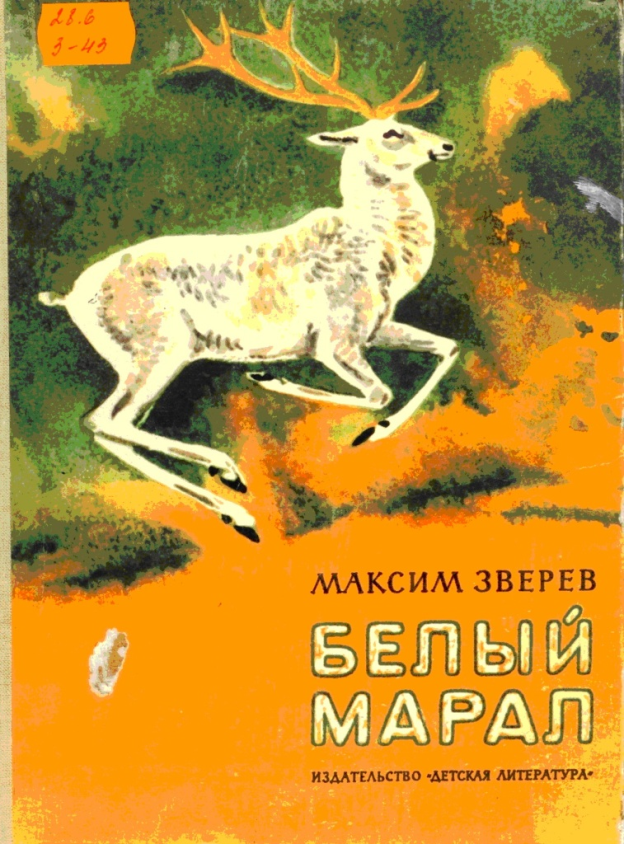 28.6
З-43
МАКСИМ ЗВЕРЕВ
БЕЛЫЙ
МАРАЛ
ИЗДАТЕЛЬСТВО "ДЕТСКАЯ ЛИТЕРАТУРА"